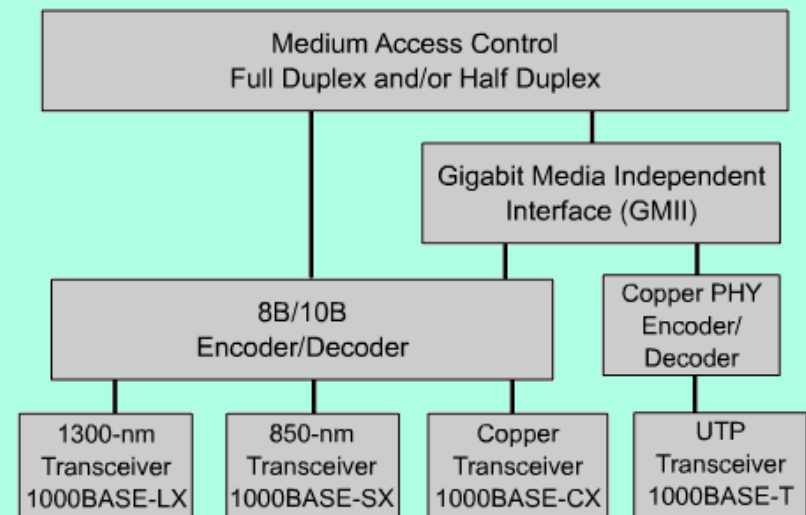 Medium Access Control
Full Duplex and/or Half Duplex
Gigabit Media Independent
Interface (GMII)
8B/10B
Encoder/Decoder
Copper PHY
Encoder/
Decoder
1300-nm
Transceiver
1000BASE-LX
850-nm
Transceiver
1000BASE-SX
Copper
Transceiver
1000BASE-CX
UTP
Transceiver
1000BASE-T